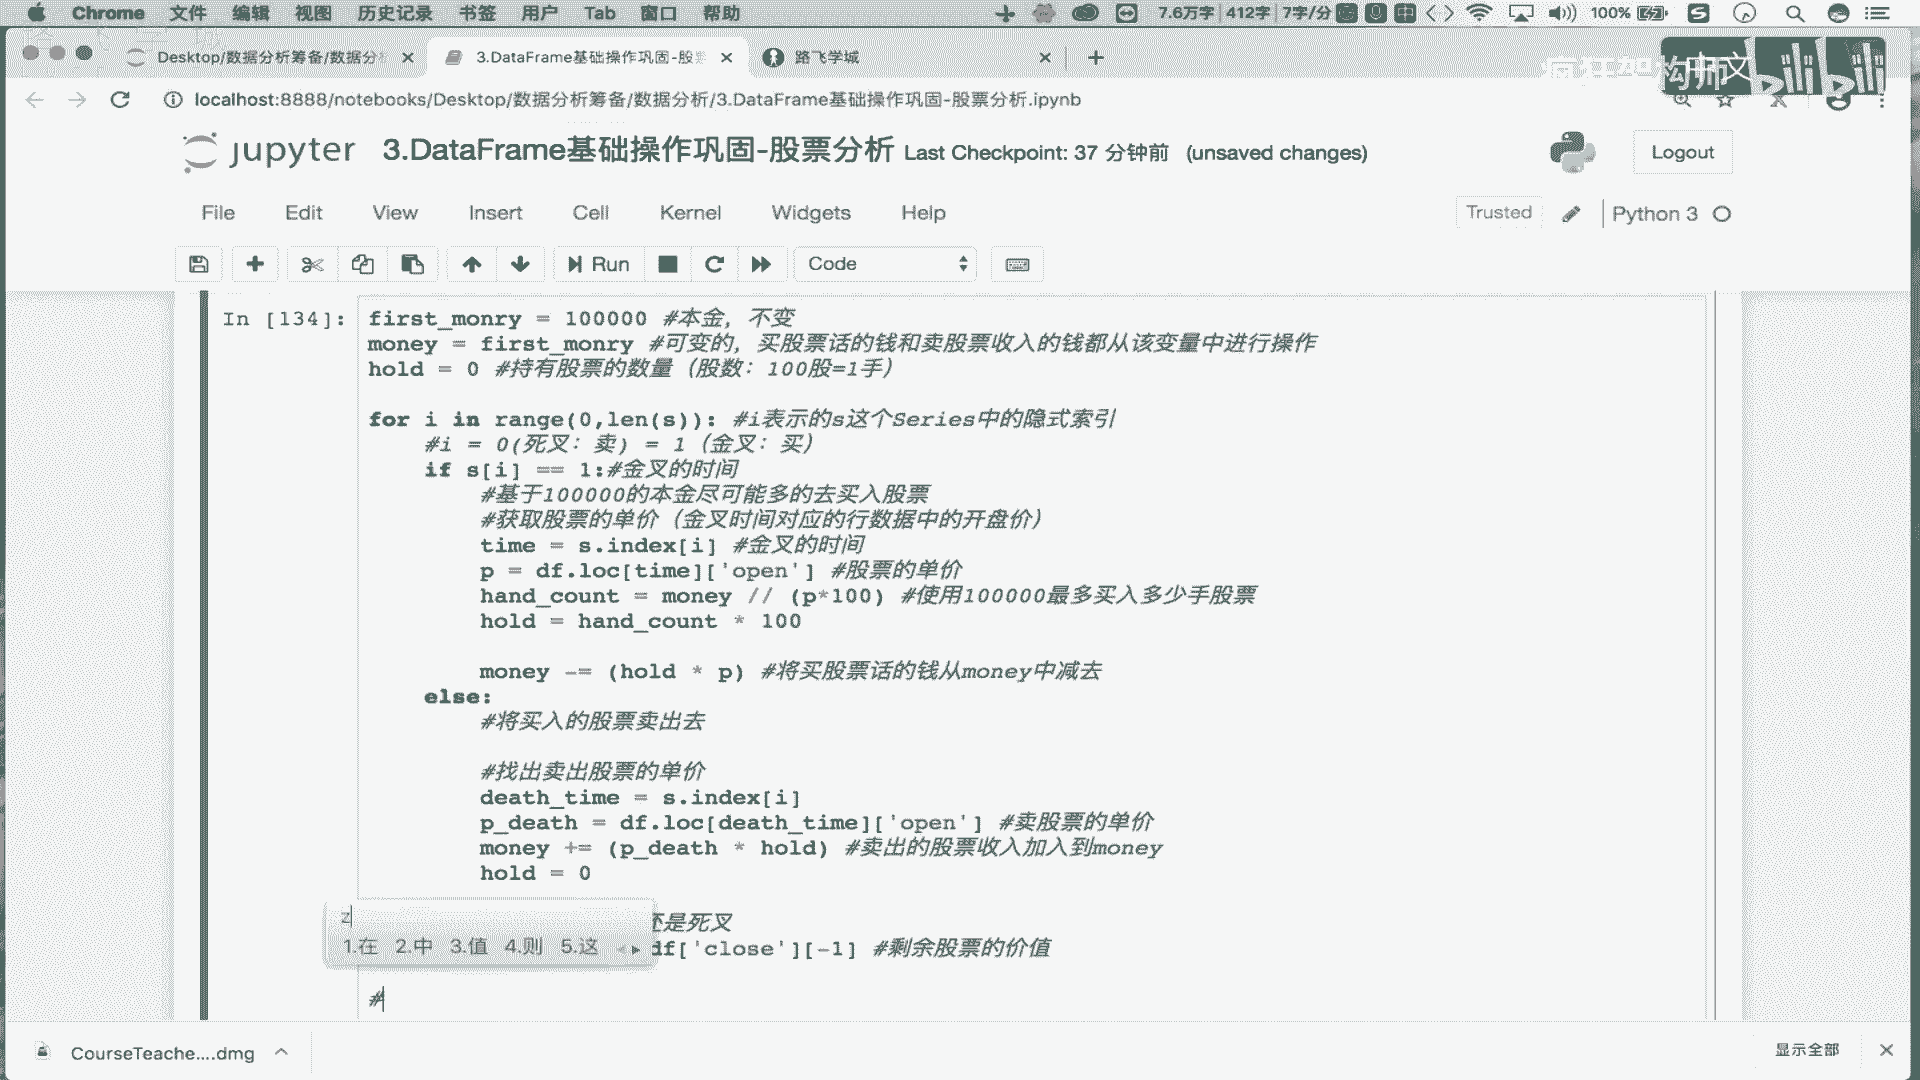 Chrome 文件 编辑 视图 历史记录 书签 用户 Tab 窗口 帮助 7.6万字 412字 7字/分 中 100%
Desktop/数据分析筹备/数据分析 3.DataFrame基础操作巩固-股票 路飞学城
疯狂架构师 中文 bilibili
localhost:8888/notebooks/Desktop/数据分析筹备/数据分析/3.DataFrame基础操作巩固-股票分析.ipynb
jupyter 3.DataFrame基础操作巩固-股票分析 Last Checkpoint: 37 分钟前 (unsaved changes) Logout
File Edit View Insert Cell Kernel Widgets Help Trusted Python 3
Run Code
In [134]: first_monry = 100000 #本金，不变
money = first_monry #可变的，买股票话的钱和卖股票收入的钱都从该变量中进行操作
hold = 0 #持有股票的数量（股数：100股=1手）
for i in range(0,len(s)): #i表示的s这个Series中的隐式索引
#i = 0(死叉：卖) = 1（金叉：买）
if s[i] == 1:#金叉的时间
#基于100000的本金尽可能多的去买入股票
#获取股票的单价（金叉时间对应的行数据中的开盘价）
time = s.index[i] #金叉的时间
p = df.loc[time]['open'] #股票的单价
hand_count = money // (p*100) #使用100000最多买入多少手股票
hold = hand_count * 100
money -= (hold * p) #将买股票话的钱从money中减去
else:
#将买入的股票卖出去
#找出卖出股票的单价
death_time = s.index[i]
p_death = df.loc[death_time]['open'] #卖股票的单价
money += (p_death * hold) #卖出的股票收入加入到money
hold = 0
还是死叉
df['close'][-1] #剩余股票的价值
z
1.在 2.中 3.值 4.则 5.这
#
CourseTeache....dmg 显示全部